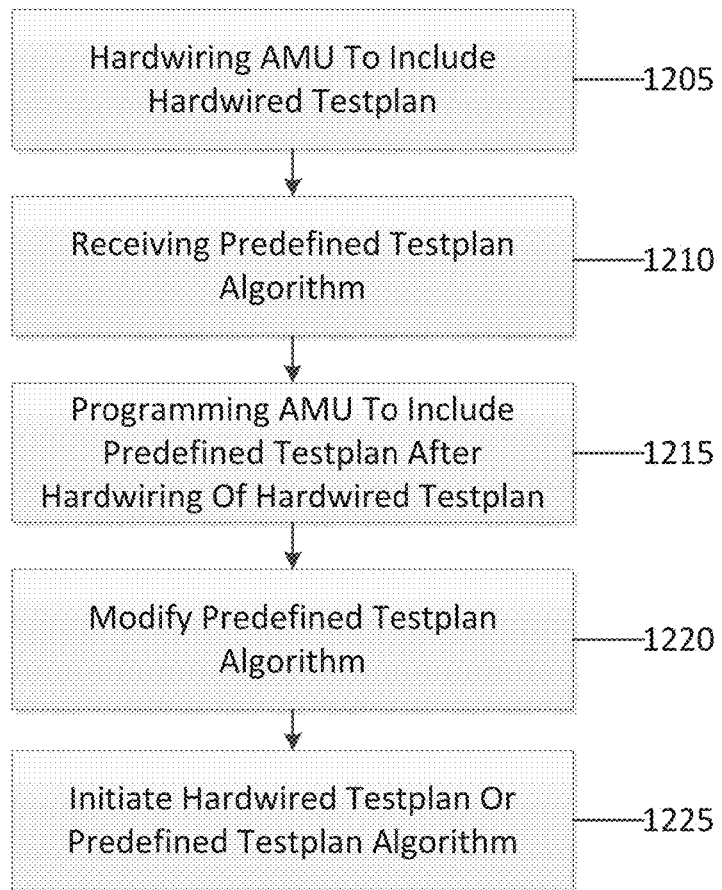 Hardwiring AMU To Include
Hardwired Testplan
1205
Receiving Predefined Testplan
Algorithm
1210
Programming AMU To Include
Predefined Testplan After
Hardwiring Of Hardwired Testplan
1215
Modify Predefined Testplan
Algorithm
1220
Initiate Hardwired Testplan Or
Predefined Testplan Algorithm
1225